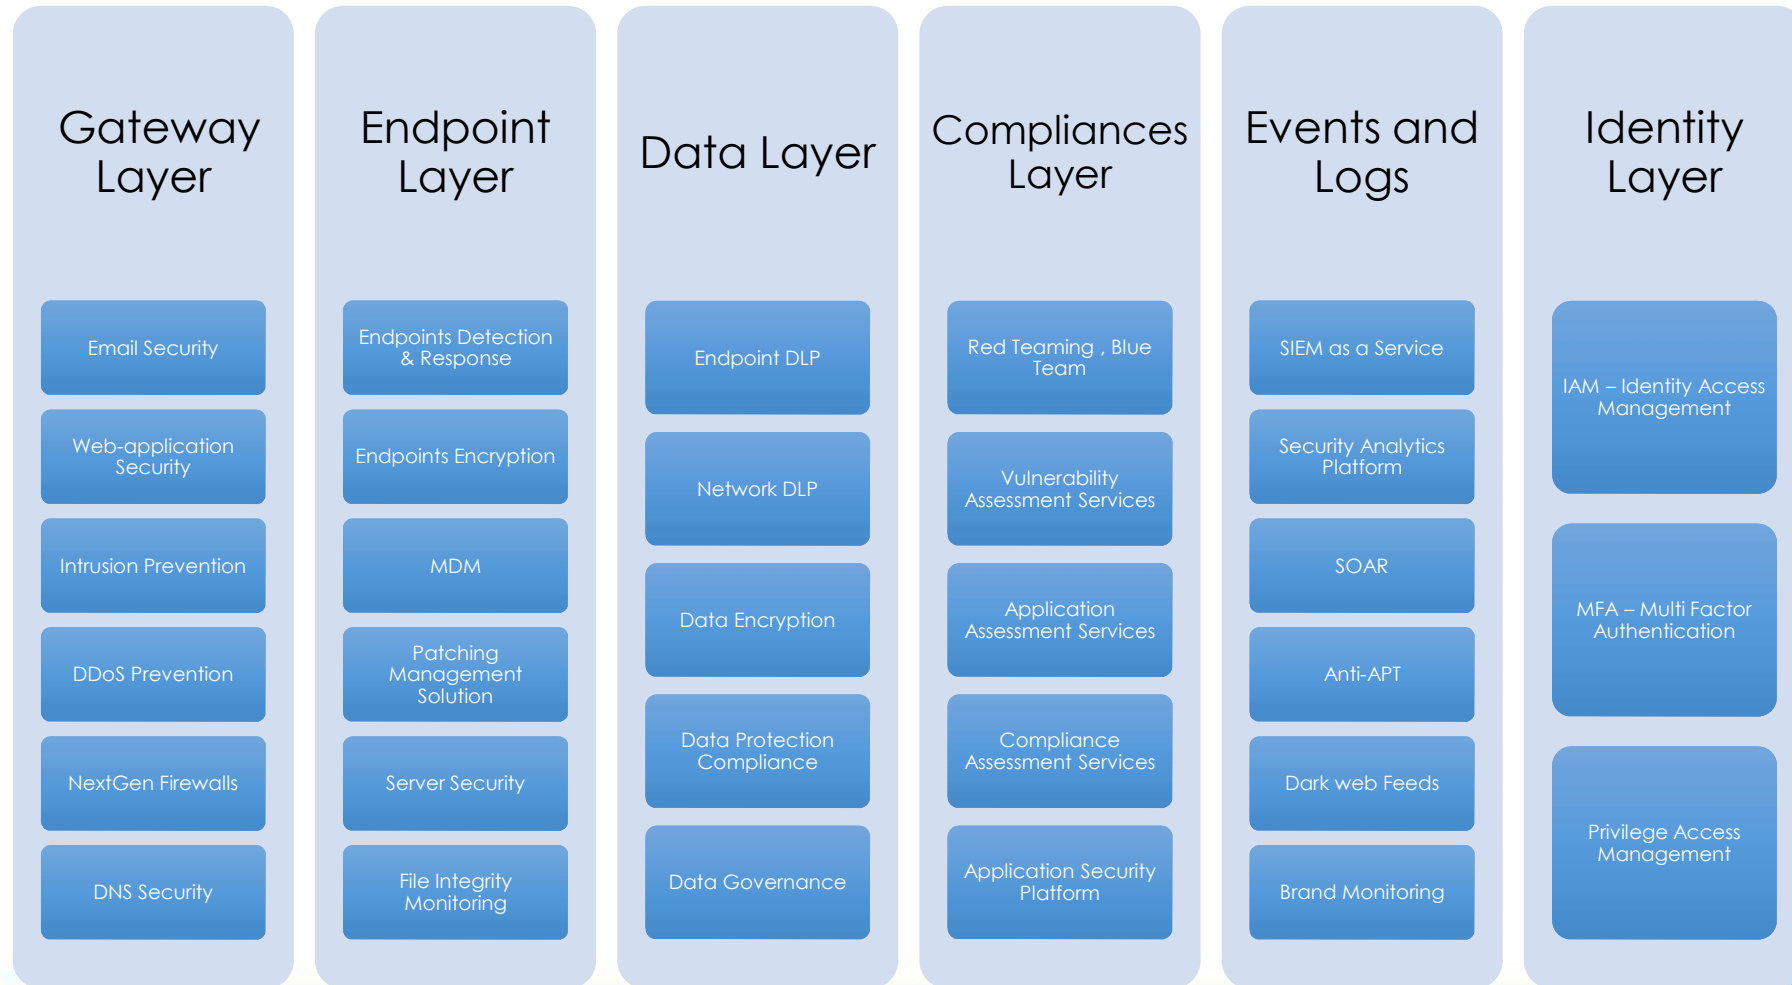 Gateway
Layer
Email Security
Web-application
Security
Intrusion Prevention
DDoS Prevention
NextGen Firewalls
DNS Security
Endpoint
Layer
Endpoints Detection
& Response
Endpoints Encryption
MDM
Patching
Management
Solution
Server Security
File Integrity
Monitoring
Data Layer
Endpoint DLP
Network DLP
Data Encryption
Data Protection
Compliance
Data Governance
Compliances
Layer
Red Teaming , Blue
Team
Vulnerability
Assessment Services
Application
Assessment Services
Compliance
Assessment Services
Application Security
Platform
Events and
Logs
SIEM as a Service
Security Analytics
Platform
SOAR
Anti-APT
Dark web Feeds
Brand Monitoring
Identity
Layer
IAM – Identity Access
Management
MFA – Multi Factor
Authentication
Privilege Access
Management